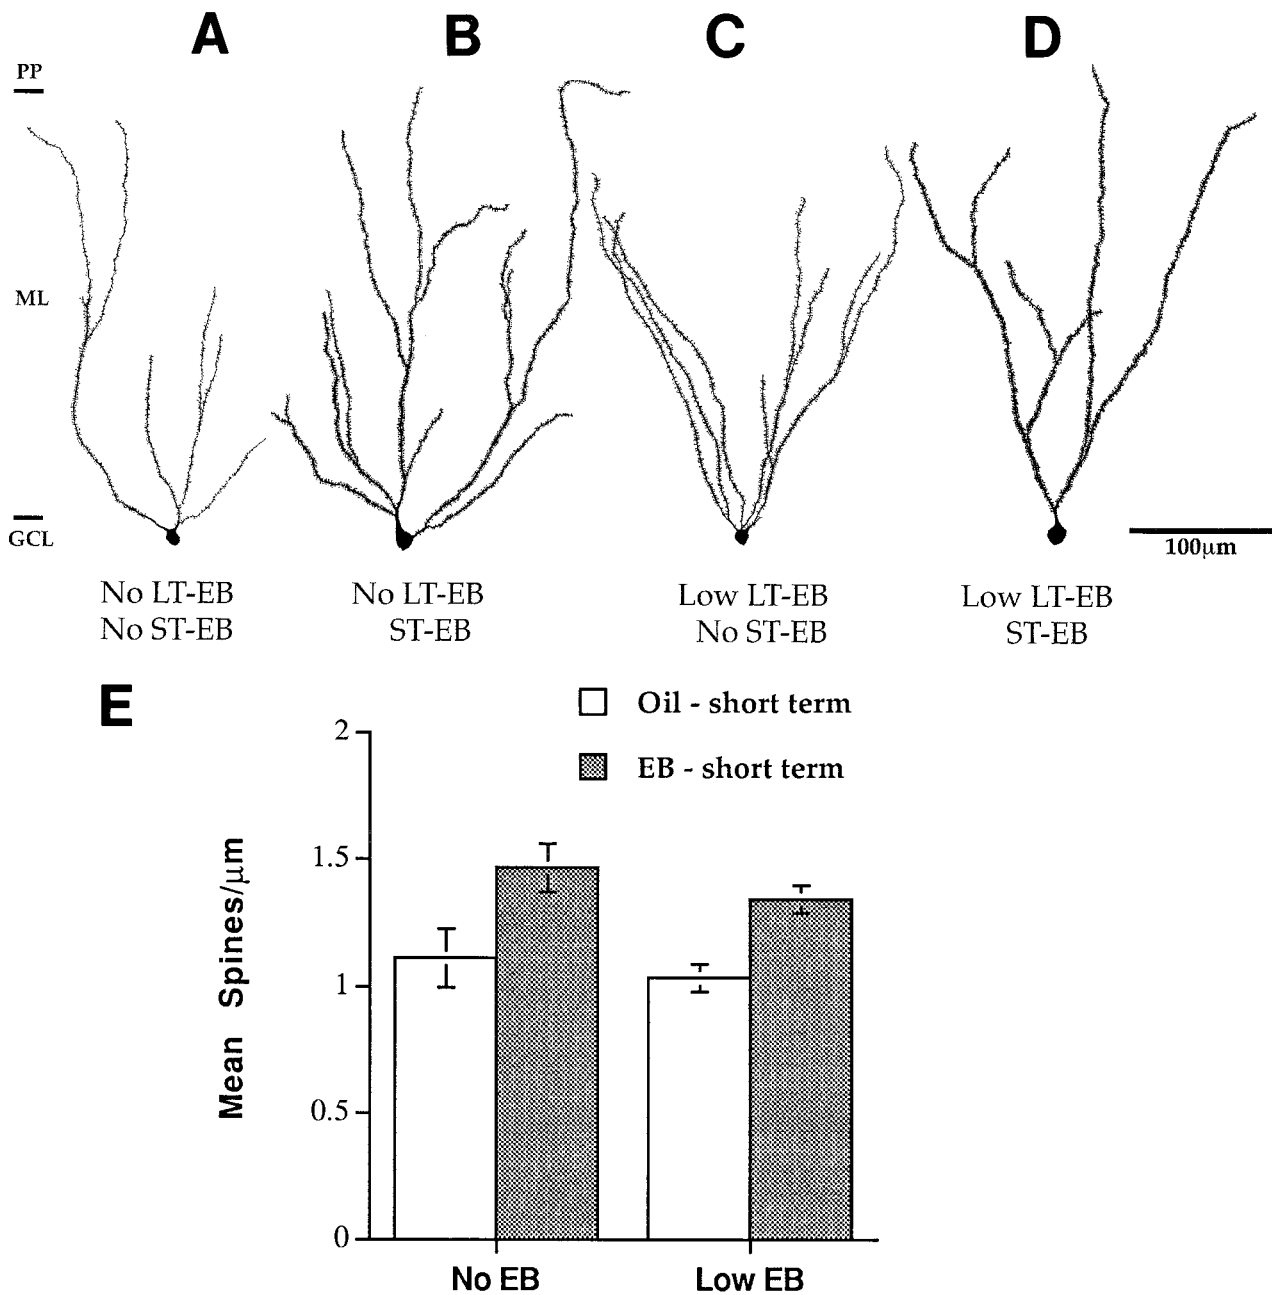 A B C D
PP
ML
GCL
100μm
No LT-EB
No ST-EB
No LT-EB
ST-EB
Low LT-EB
No ST-EB
Low LT-EB
ST-EB
E
Oil - short term
EB - short term
Mean Spines/μm
2
1.5
1
0.5
0
No EB
Low EB